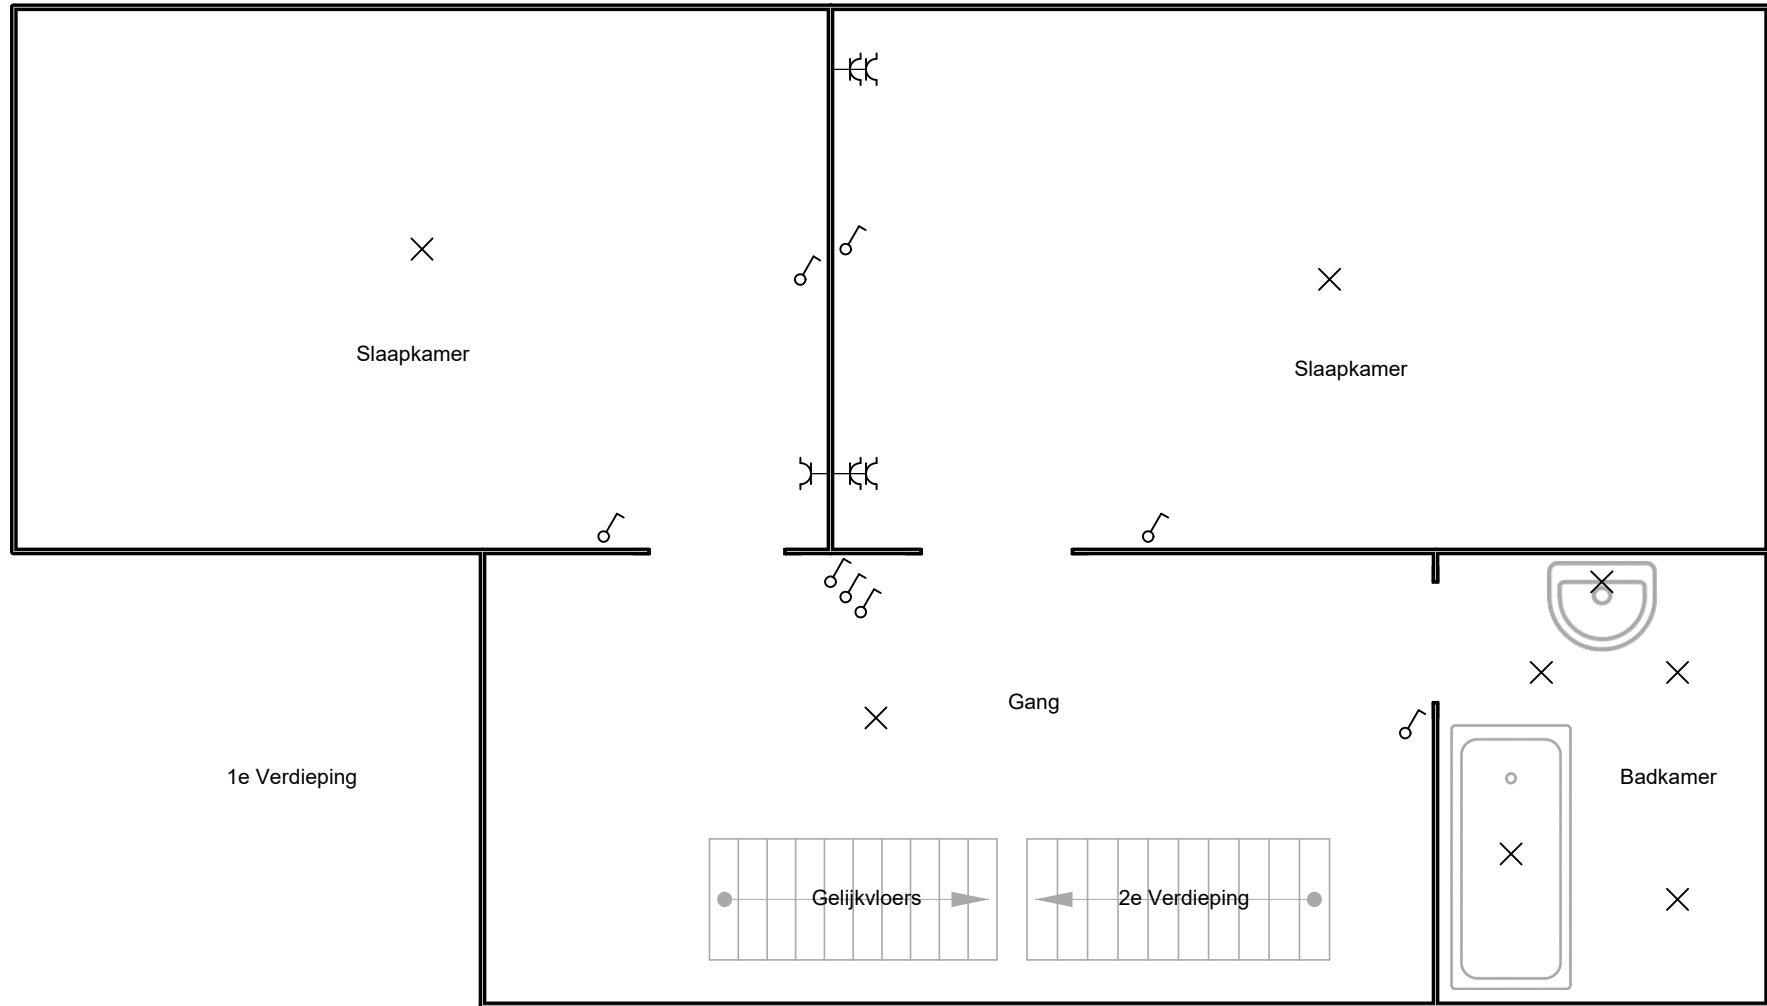 Slaapkamer
Slaapkamer
Gang
1e Verdieping
Badkamer
Gelijkvloers
2e Verdieping